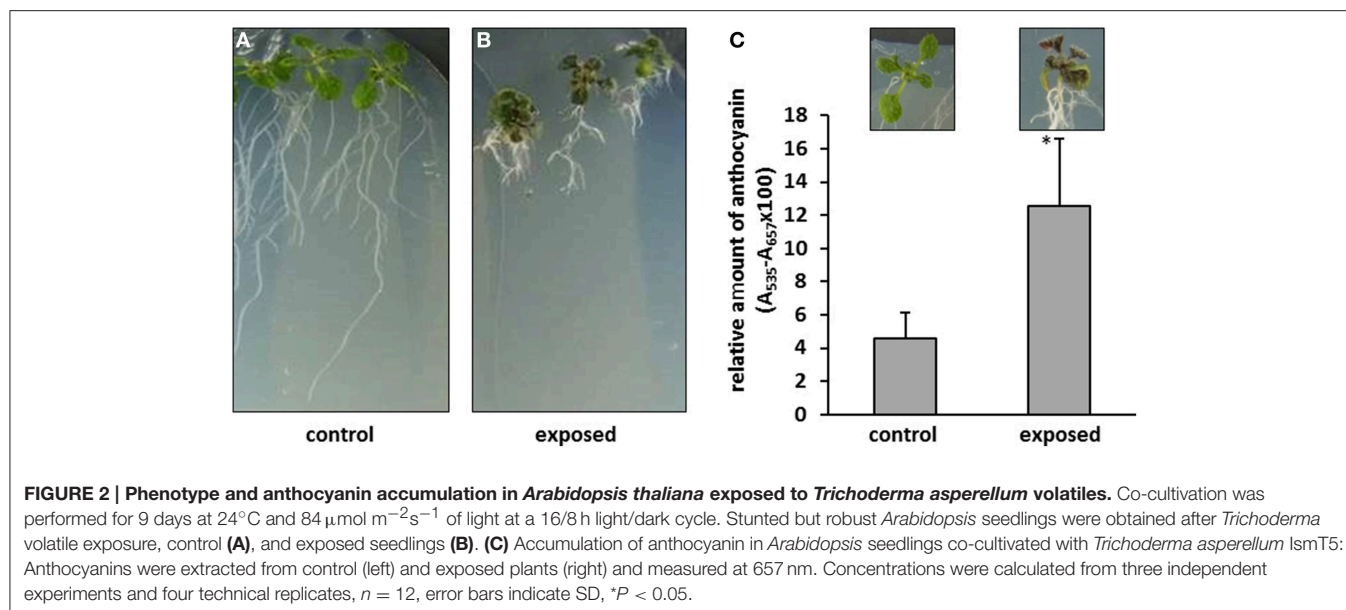 A
B
C
18
16
14
12
10
8
6
4
2
0
*
relative amount of anthocyanin
(A535-A657x100)
control
exposed
control
exposed
FIGURE 2 | Phenotype and anthocyanin accumulation in Arabidopsis thaliana exposed to Trichoderma asperellum volatiles. Co-cultivation was
performed for 9 days at 24°C and 84 μmol m−2s−1 of light at a 16/8 h light/dark cycle. Stunted but robust Arabidopsis seedlings were obtained after Trichoderma
volatile exposure, control (A), and exposed seedlings (B). (C) Accumulation of anthocyanin in Arabidopsis seedlings co-cultivated with Trichoderma asperellum IsmT5:
Anthocyanins were extracted from control (left) and exposed plants (right) and measured at 657 nm. Concentrations were calculated from three independent
experiments and four technical replicates, n = 12, error bars indicate SD, *P < 0.05.